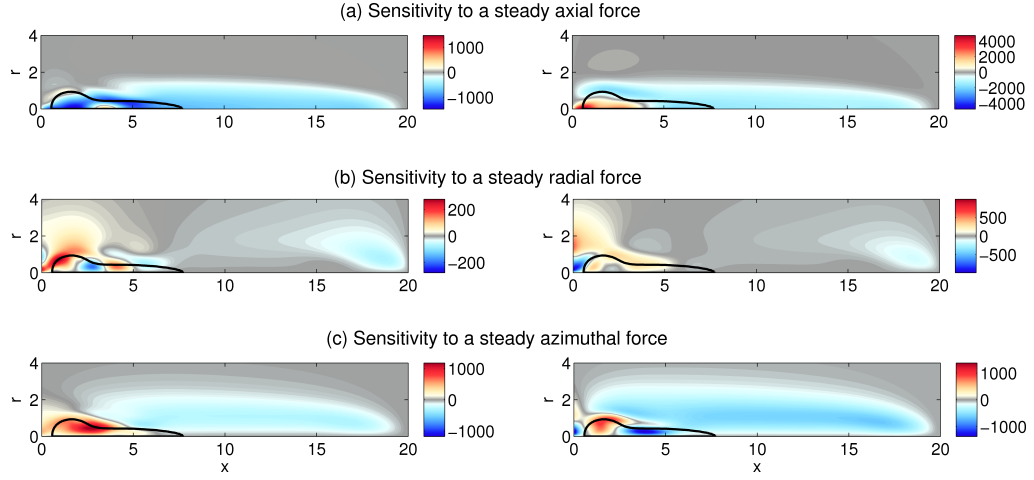 (a) Sensitivity to a steady axial force
r 4 2 0 0 5 10 15 20 1000 0 −1000
r 4 2 0 0 5 10 15 20 4000 2000 0 −2000 −4000
(b) Sensitivity to a steady radial force
r 4 2 0 0 5 10 15 20 200 0 −200
r 4 2 0 0 5 10 15 20 500 0 −500
(c) Sensitivity to a steady azimuthal force
r 4 2 0 0 5 10 15 20 1000 0 −1000
x
r 4 2 0 0 5 10 15 20 1000 0 −1000
x